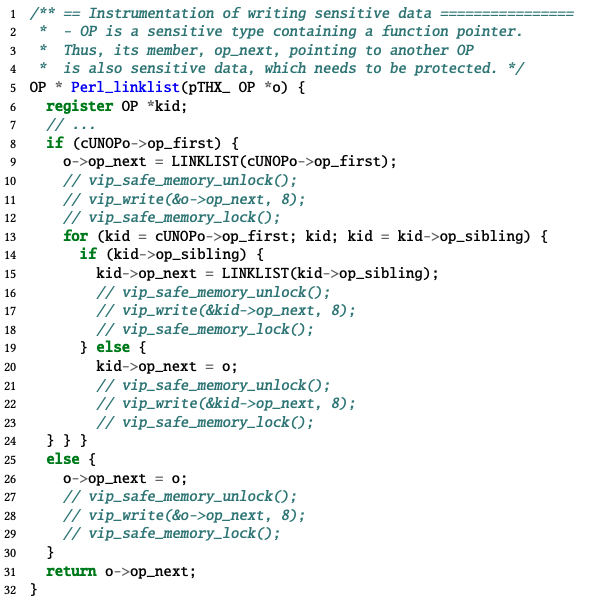 1 /** == Instrumentation of writing sensitive data ================
2  *  - OP is a sensitive type containing a function pointer.
3  *  Thus, its member, op_next, pointing to another OP
4  *  is also sensitive data, which needs to be protected. */
5 OP * Perl_linklist(pTHX_ OP *o) {
6   register OP *kid;
7   // ...
8   if (cUNOPo->op_first) {
9     o->op_next = LINKLIST(cUNOPo->op_first);
10     // vip_safe_memory_unlock();
11     // vip_write(&o->op_next, 8);
12     // vip_safe_memory_lock();
13     for (kid = cUNOPo->op_first; kid; kid = kid->op_sibling) {
14       if (kid->op_sibling) {
15         kid->op_next = LINKLIST(kid->op_sibling);
16         // vip_safe_memory_unlock();
17         // vip_write(&kid->op_next, 8);
18         // vip_safe_memory_lock();
19       } else {
20         kid->op_next = o;
21         // vip_safe_memory_unlock();
22         // vip_write(&kid->op_next, 8);
23         // vip_safe_memory_lock();
24   } } }
25   else {
26     o->op_next = o;
27     // vip_safe_memory_unlock();
28     // vip_write(&o->op_next, 8);
29     // vip_safe_memory_lock();
30   }
31   return o->op_next;
32 }